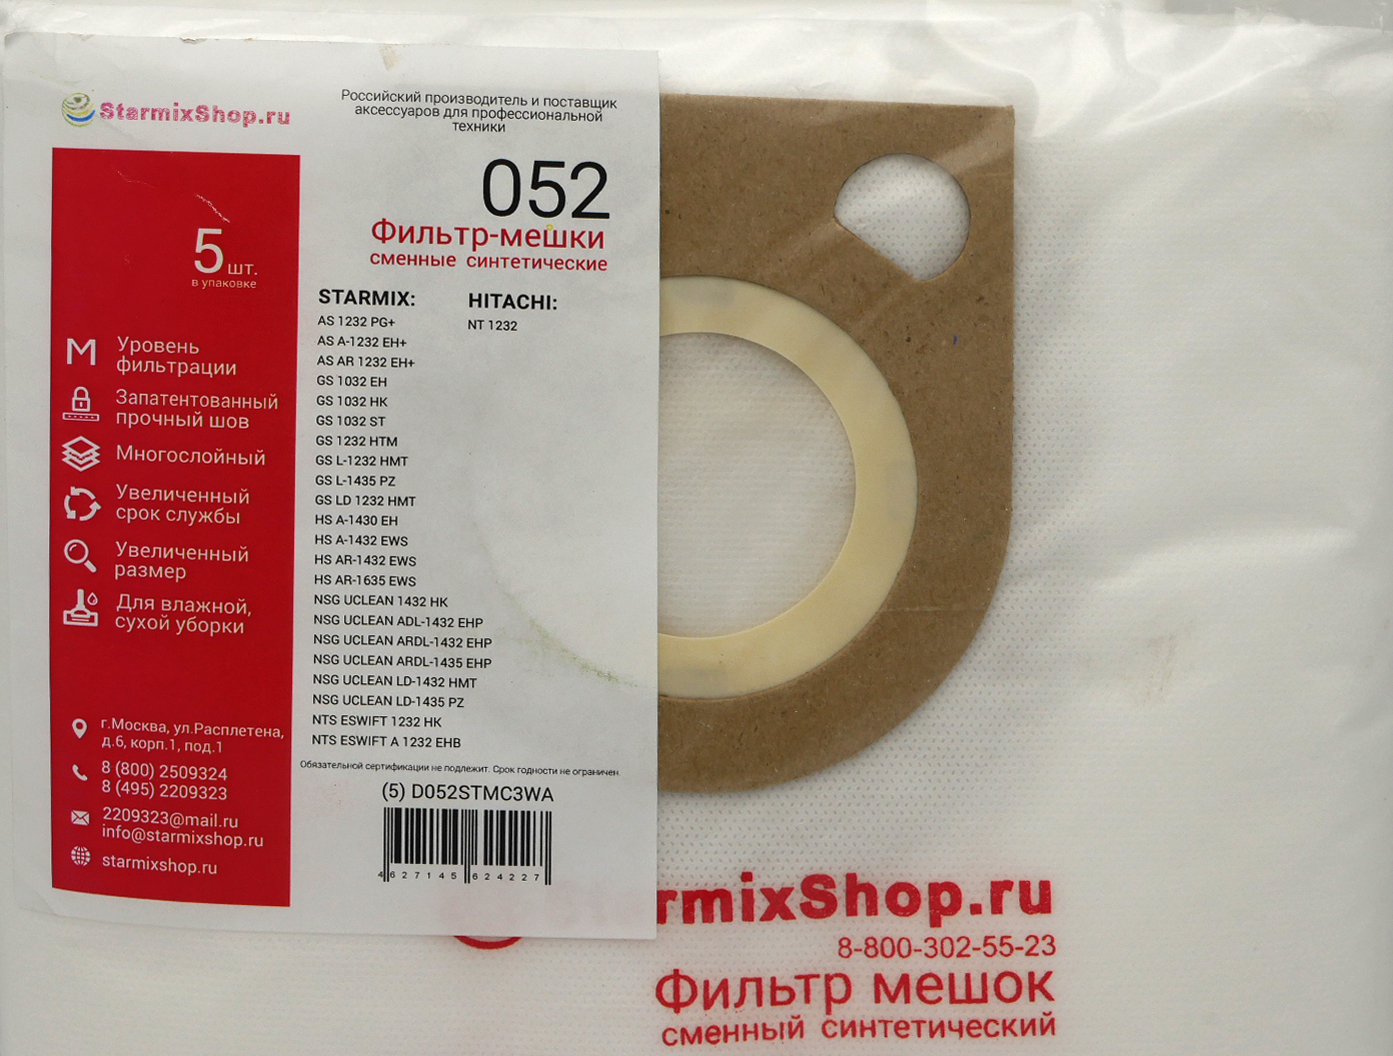 StarmixShop.ru
Российский производитель и поставщик
аксессуаров для профессиональной
техники
052
Фильтр-мешки
сменные синтетические
5 шт.
в упаковке
M Уровень
фильтрации
Запатентованный
прочный шов
Многослойный
Увеличенный
срок службы
Увеличенный
размер
Для влажной,
сухой уборки
г.Москва, ул.Расплетена,
д.6, корп.1, под.1
8 (800) 2509324
8 (495) 2209323
2209323@mail.ru
info@starmixshop.ru
starmixshop.ru
STARMIX:
AS 1232 PG+
AS A-1232 EH+
AS AR 1232 EH+
GS 1032 EH
GS 1032 HK
GS 1032 ST
GS 1232 HTM
GS L-1232 HMT
GS L-1435 PZ
GS LD 1232 HMT
HS A-1430 EH
HS A-1432 EWS
HS AR-1432 EWS
HS AR-1635 EWS
NSG UCLEAN 1432 HK
NSG UCLEAN ADL-1432 EHP
NSG UCLEAN ARDL-1432 EHP
NSG UCLEAN ARDL-1435 EHP
NSG UCLEAN LD-1432 HMT
NSG UCLEAN LD-1435 PZ
NTS ESWIFT 1232 HK
NTS ESWIFT A 1232 EHB
HITACHI:
NT 1232
Обязательной сертификации не подлежит. Срок годности не ограничен.
(5) D052STMC3WA
4 627145 624227
StarmixShop.ru
8-800-302-55-23
Фильтр мешок
сменный синтетический